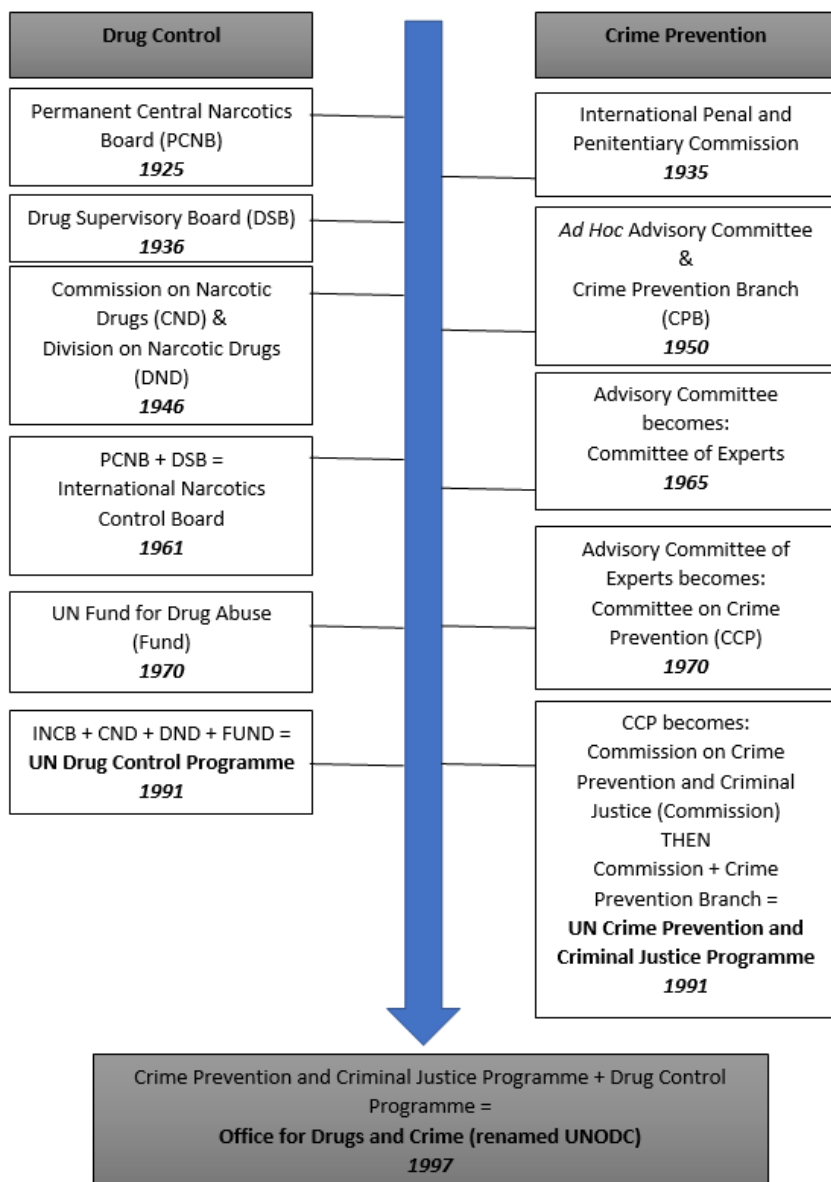 Drug Control
Permanent Central Narcotics
Board (PCNB)
1925
Drug Supervisory Board (DSB)
1936
Commission on Narcotic
Drugs (CND) &
Division on Narcotic Drugs
(DND)
1946
PCNB + DSB =
International Narcotics
Control Board
1961
UN Fund for Drug Abuse
(Fund)
1970
INCB + CND + DND + FUND =
UN Drug Control Programme
1991
Crime Prevention
International Penal and
Penitentiary Commission
1935
Ad Hoc Advisory Committee
&
Crime Prevention Branch
(CPB)
1950
Advisory Committee
becomes:
Committee of Experts
1965
Advisory Committee of
Experts becomes:
Committee on Crime
Prevention (CCP)
1970
CCP becomes:
Commission on Crime
Prevention and Criminal
Justice (Commission)
THEN
Commission + Crime
Prevention Branch =
UN Crime Prevention and
Criminal Justice Programme
1991
Crime Prevention and Criminal Justice Programme + Drug Control
Programme =
Office for Drugs and Crime (renamed UNODC)
1997